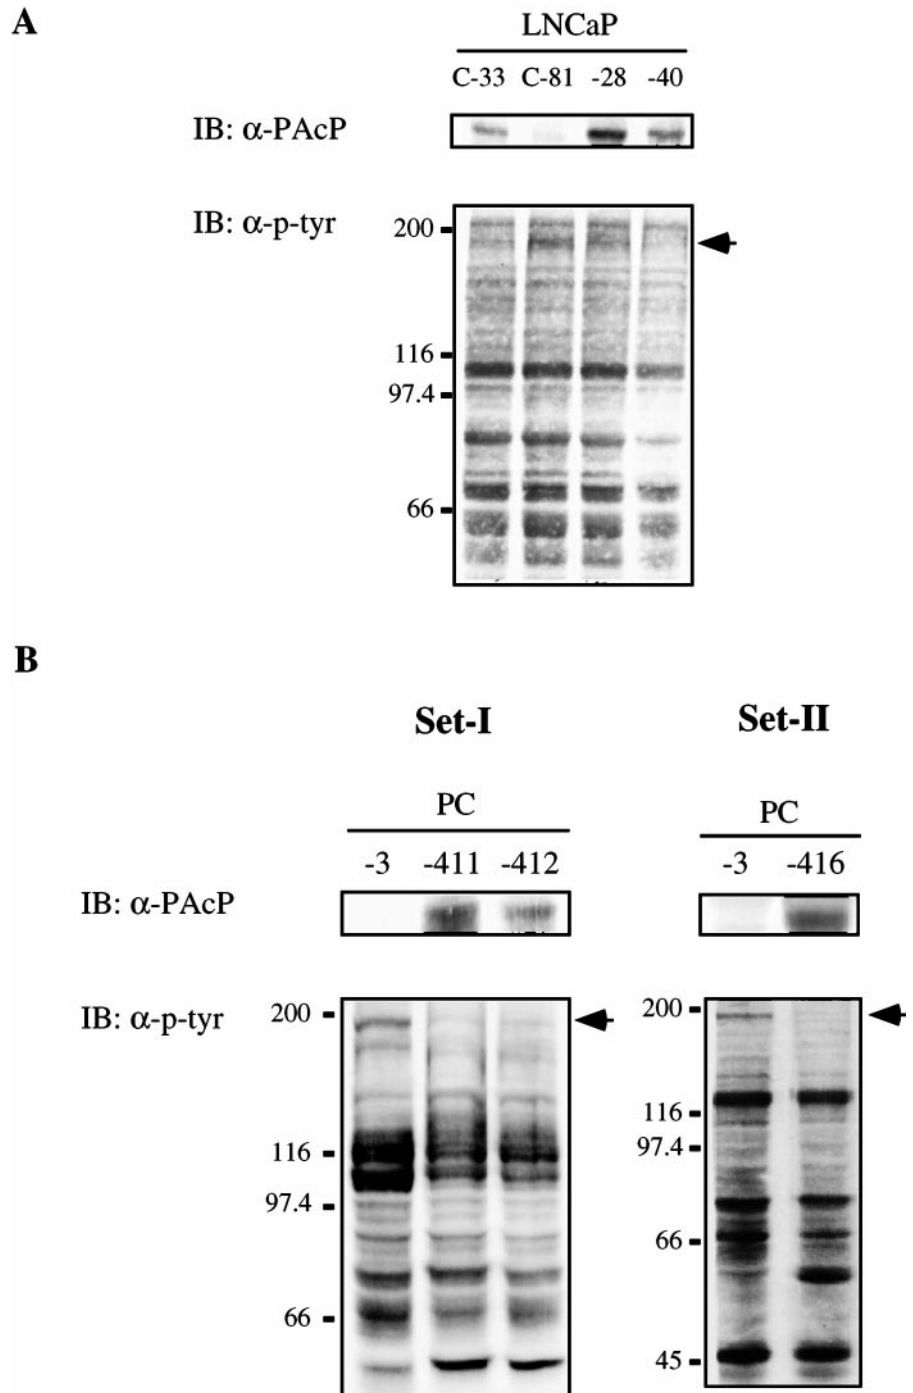 A
LNCaP
C-33 C-81 -28 -40
IB: α-PAcP
IB: α-p-tyr
200
116
97.4
66
B
Set-I Set-II
PC PC
-3 -411 -412 -3 -416
IB: α-PAcP
IB: α-p-tyr
200 200
116 116
97.4 97.4
66 66
45